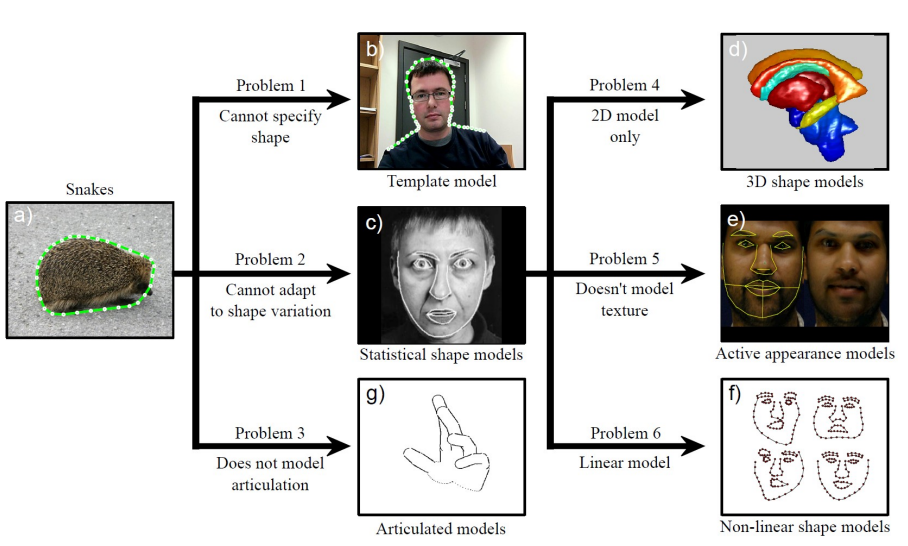 Snakes
a)
Problem 1
Cannot specify
shape
b)
Template model
Problem 2
Cannot adapt
to shape variation
c)
Statistical shape models
Problem 3
Does not model
articulation
g)
Articulated models
Problem 4
2D model
only
d)
3D shape models
Problem 5
Doesn't model
texture
e)
Active appearance models
Problem 6
Linear model
f)
Non-linear shape models